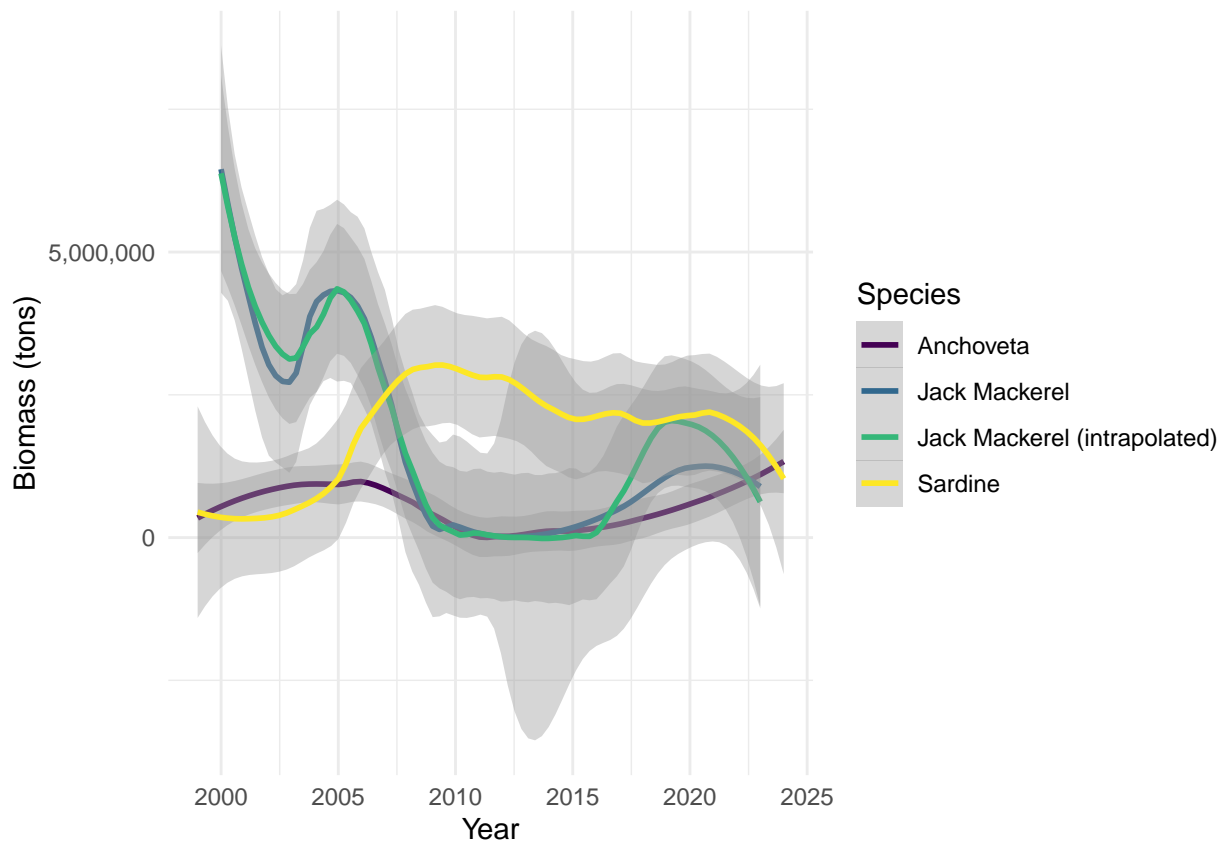 5,000,000
0
Biomass (tons)
2000
2005
2010
2015
2020
2025
Year
Species
Anchoveta
Jack Mackerel
Jack Mackerel (intrapolated)
Sardine